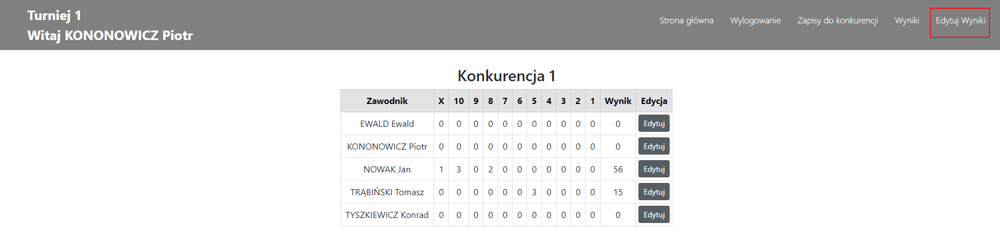 Turniej 1
Witaj KONONOWICZ Piotr
Strona główna Wylogowanie Zapisy do konkurencji Wyniki Edytuj Wyniki
Konkurencja 1
Zawodnik X 10 9 8 7 6 5 4 3 2 1 Wynik Edycja
EWALD Ewald 0 0 0 0 0 0 0 0 0 0 0 0 Edytuj
KONONOWICZ Piotr 0 0 0 0 0 0 0 0 0 0 0 0 Edytuj
NOWAK Jan 1 3 0 2 0 0 0 0 0 0 0 56 Edytuj
TRĄBIŃSKI Tomasz 0 0 0 0 0 0 3 0 0 0 0 15 Edytuj
TYSZKIEWICZ Konrad 0 0 0 0 0 0 0 0 0 0 0 0 Edytuj